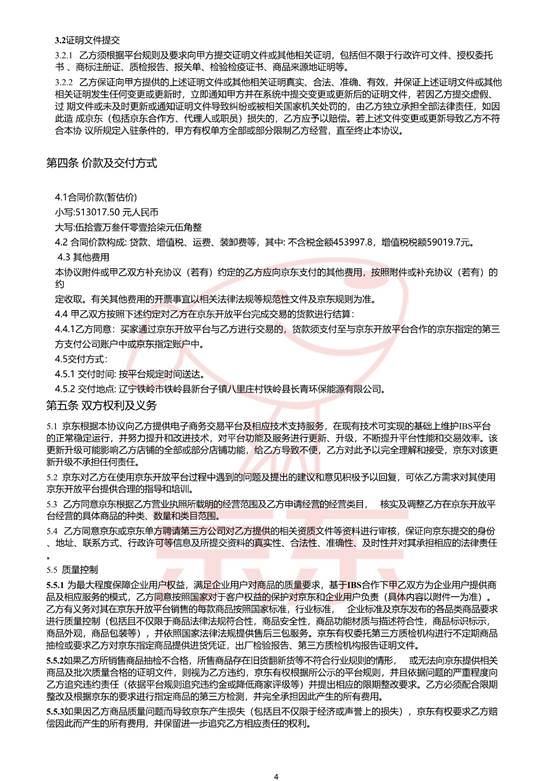 3.2证明文件提交
3.2.1 乙方须根据平台规则及要求向甲方提交证明文件或其他相关证明，包括但不限于行政许可文件、授权委托
书 、商标注册证、质检报告、报关单、检验检疫证书、商品来源地证明等。
3.2.2 乙方保证向甲方提供的上述证明文件或其他相关证明真实、合法、准确、有效，并保证上述证明文件或其他
相关证明发生任何变更或更新时，立即通知甲方并在系统中提交变更或更新后的证明文件，若因乙方提交虚假、
过 期文件或未及时更新或通知证明文件导致纠纷或被相关国家机关处罚的，由乙方独立承担全部法律责任，如因
此造 成京东（包括京东合作方、代理人或职员）损失的，乙方应予以赔偿。若上述文件变更或更新导致乙方不符
合本协 议所规定入驻条件的，甲方有权单方全部或部分限制乙方经营，直至终止本协议。
第四条 价款及交付方式
4.1合同价款(暂估价)
小写:513017.50 元人民币
大写:伍拾壹万叁仟零壹拾柒元伍角整
4.2 合同价款构成: 货款、增值税、运费、装卸费等，其中: 不含税金额453997.8，增值税税额59019.7元。
4.3 其他费用
本协议附件或甲乙双方补充协议（若有）约定的乙方应向京东支付的其他费用，按照附件或补充协议（若有）的
约
定收取。有关其他费用的开票事宜以相关法律法规等规范性文件及京东规则为准。
4.4 甲乙双方按照下述约定对乙方在京东开放平台完成交易的货款进行结算：
4.4.1乙方同意：买家通过京东开放平台与乙方进行交易的，货款须支付至与京东开放平台合作的京东指定的第三
方支付公司账户中或京东指定账户中。
4.5交付方式：
4.5.1 交付时间: 按平台规定时间送达。
4.5.2 交付地点: 辽宁铁岭市铁岭县新台子镇八里庄村铁岭县长青环保能源有限公司。
第五条 双方权利及义务
5.1 京东根据本协议向乙方提供电子商务交易平台及相应技术支持服务，在现有技术可实现的基础上维护IBS平台
的正常稳定运行，并努力提升和改进技术，对平台功能及服务进行更新、升级，不断提升平台性能和交易效率。该
更新升级可能影响乙方店铺的全部或部分店铺功能，给乙方导致不便，乙方对此予以完全理解和接受，京东对该更
新升级不承担任何责任。
5.2 京东对乙方在使用京东开放平台过程中遇到的问题及提出的建议和意见积极予以回复，可依乙方需求对其使用
京东开放平台提供合理的指导和培训。
5.3 乙方同意京东根据乙方营业执照所载明的经营范围及乙方申请经营的经营类目， 核实及调整乙方在京东开放平
台经营的具体商品的种类、数量和类目范围。
5.4 乙方同意京东或京东单方聘请第三方公司对乙方提供的相关资质文件等资料进行审核，保证向京东提交的身份
、地址、联系方式、行政许可等信息及所提交资料的真实性、合法性、准确性、及时性并对其承担相应的法律责任
。
5.5 质量控制
5.5.1 为最大程度保障企业用户权益，满足企业用户对商品的质量要求，基于IBS合作下甲乙双方为企业用户提供商
品及相应服务的模式，乙方同意按照国家对于客户权益的保护对京东和企业用户负责（具体内容以附件一为准）。
乙方有义务对其在京东开放平台销售的每款商品按照国家标准，行业标准， 企业标准及京东发布的各品类商品要求
进行质量控制（包括且不仅限于商品法律法规符合性，商品安全性，商品功能材质与描述符合性，商品标识标示，
商品外观，商品包装等），并依照国家法律法规提供售后三包服务。京东有权委托第三方质检机构进行不定期商品
抽检或要求乙方对京东指定商品提供进货凭证，出厂检验报告、第三方质检机构报告证明文件。
5.5.2如果乙方所销售商品抽检不合格，所售商品存在旧货翻新货等不符合行业规则的情形， 或无法向京东提供相关
商品及批次质量合格的证明文件，则视为乙方违约，京东有权根据所公示的平台规则，并且依据问题的严重程度向
乙方追究违约责任（依据平台规则追究违约金或降低商家评级等）并提出相应的限期整改要求。乙方必须配合限期
整改及根据京东的要求进行指定商品的第三方检测，并完全承担因此产生的所有费用。
5.5.3如果因乙方商品质量问题而导致京东产生损失（包括且不仅限于经济或声誉上的损失），京东有权要求乙方赔
偿因此而产生的所有费用，并保留进一步追究乙方相应责任的权利。
京东
4